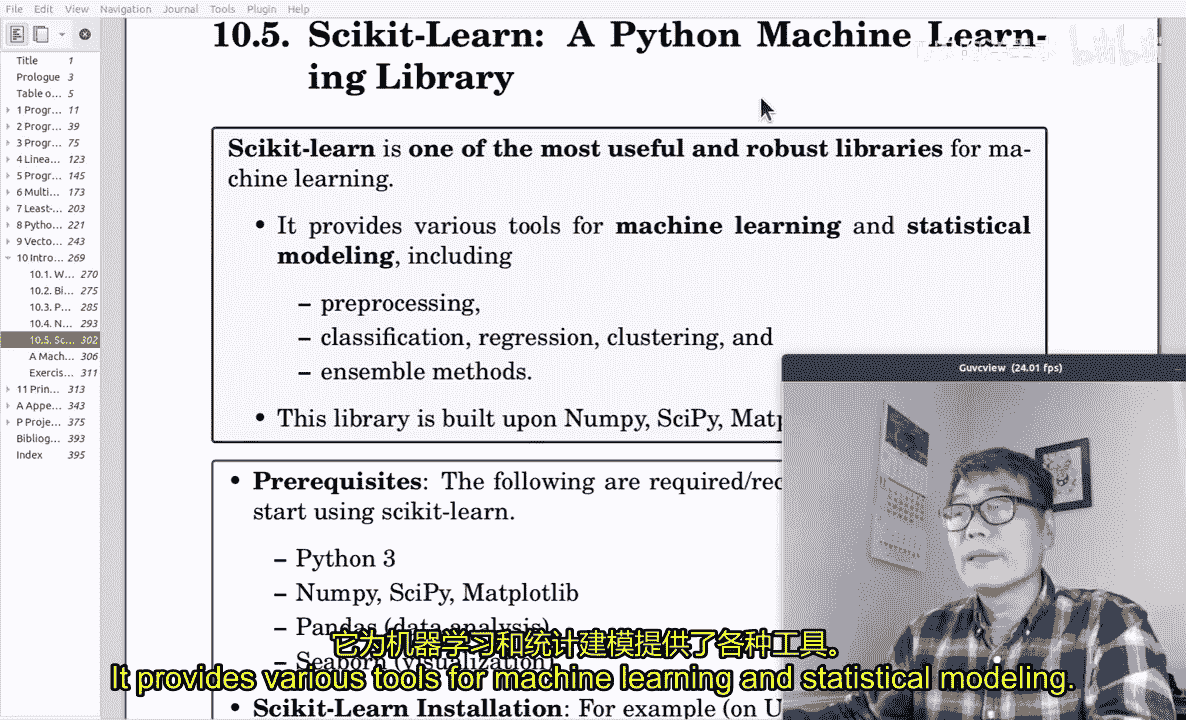 File Edit View Navigation Journal Tools Plugin Help
Title 1
Prologue 3
Table o... 5
1 Progr... 11
2 Progr... 39
3 Progr... 75
4 Linea... 123
5 Progr... 145
6 Multi... 173
7 Least-... 203
8 Pytho... 221
9 Vecto... 243
10 Intro... 269
10.1. W... 270
10.2. Bi... 275
10.3. P... 285
10.4. N... 293
10.5. Sc... 302
A Mach... 306
Exercis... 311
11 Prin... 313
A Appe... 343
P Proje... 375
Bibliog... 393
Index 395
10.5. Scikit-Learn: A Python Machine Learn-
ing Library
Scikit-learn is one of the most useful and robust libraries for ma-
chine learning.
• It provides various tools for machine learning and statistical
modeling, including
– preprocessing,
– classification, regression, clustering, and
– ensemble methods.
• This library is built upon Numpy, SciPy, Matp
• Prerequisites: The following are required/rec
start using scikit-learn.
– Python 3
– Numpy, SciPy, Matplotlib
– Pandas (data analysis)
– Seaborn (visualization)
• Scikit-Learn Installation: For example (on U
Guvcview (24.01 fps)
它为机器学习和统计建模提供了各种工具。
It provides various tools for machine learning and statistical modeling.